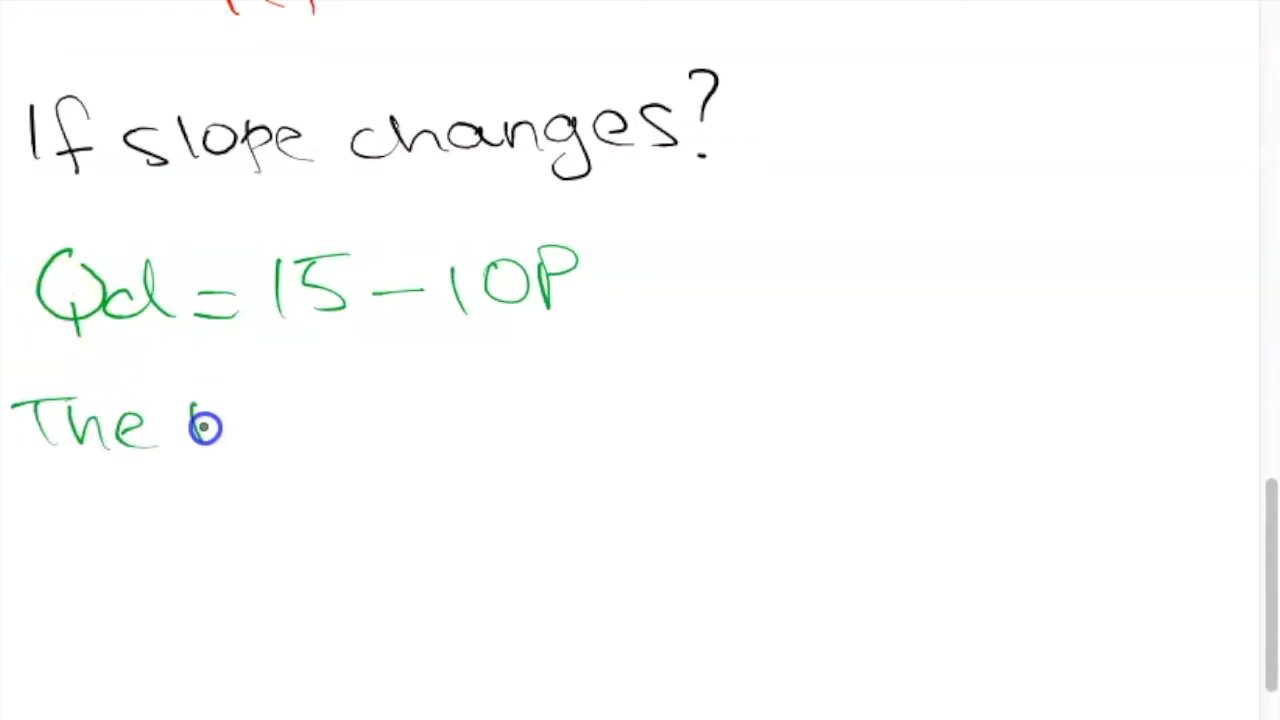 If slope changes?
Qd = 15 - 10P
The